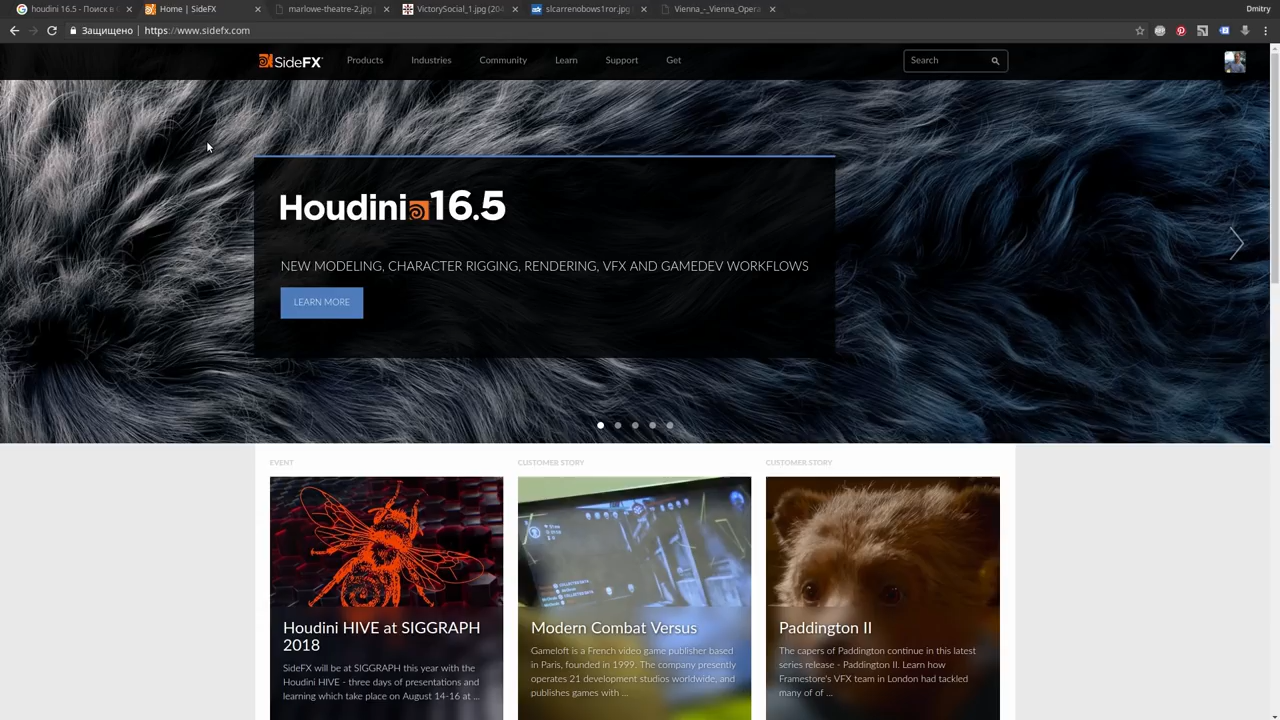 houdini 16.5 - Поиск в G
Home | SideFX
marlowe-theatre-2.jpg (
VictorySocial_1.jpg (204
slcarrenobows1ror.jpg (
Vienna_-_Vienna_Opera
Dmitry
Защищено | https://www.sidefx.com
SideFX
Products
Industries
Community
Learn
Support
Get
Search
Houdini 16.5
NEW MODELING, CHARACTER RIGGING, RENDERING, VFX AND GAMEDEV WORKFLOWS
LEARN MORE
EVENT
Houdini HIVE at SIGGRAPH
2018
SideFX will be at SIGGRAPH this year with the
Houdini HIVE - three days of presentations and
learning which take place on August 14-16 at ...
CUSTOMER STORY
Modern Combat Versus
Gameloft is a French video game publisher based
in Paris, founded in 1999. The company presently
operates 21 development studios worldwide, and
publishes games with ...
CUSTOMER STORY
Paddington II
The capers of Paddington continue in this latest
series release - Paddington II. Learn how
Framestore's VFX team in London had tackled
many of of ...